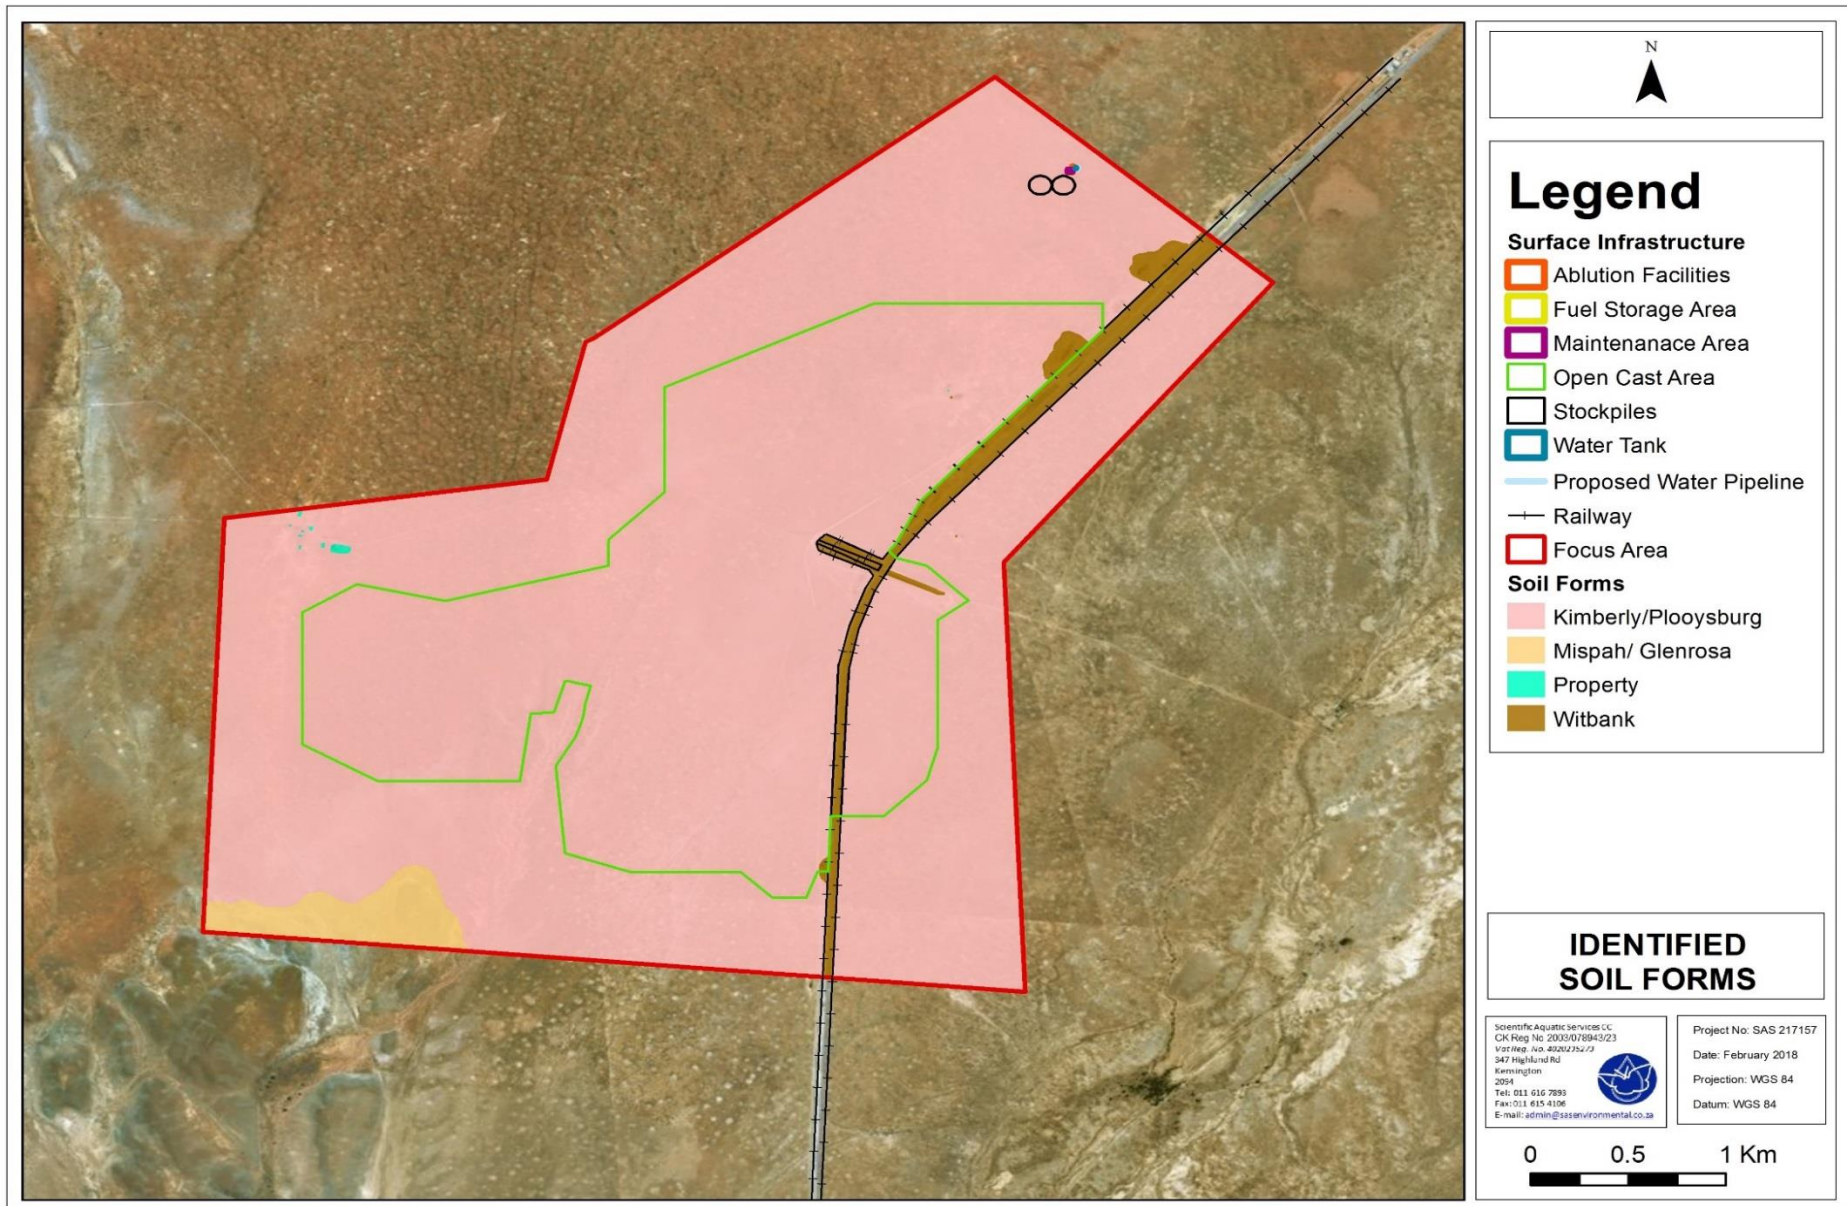 N
Legend
Surface Infrastructure
Ablution Facilities
Fuel Storage Area
Maintenanace Area
Open Cast Area
Stockpiles
Water Tank
Proposed Water Pipeline
Railway
Focus Area
Soil Forms
Kimberly/Plooysburg
Mispah/ Glenrosa
Property
Witbank
IDENTIFIED
SOIL FORMS
Scientific Aquatic Services CC
CK Reg No 2003/078943/23
Vat Reg. No. 4020235273
347 Highland Rd
Kensington
2094
Tel: 011 616 7893
Fax: 011 615 4106
E-mail: admin@sasenvironmental.co.za
Project No: SAS 217157
Date: February 2018
Projection: WGS 84
Datum: WGS 84
0 0.5 1 Km